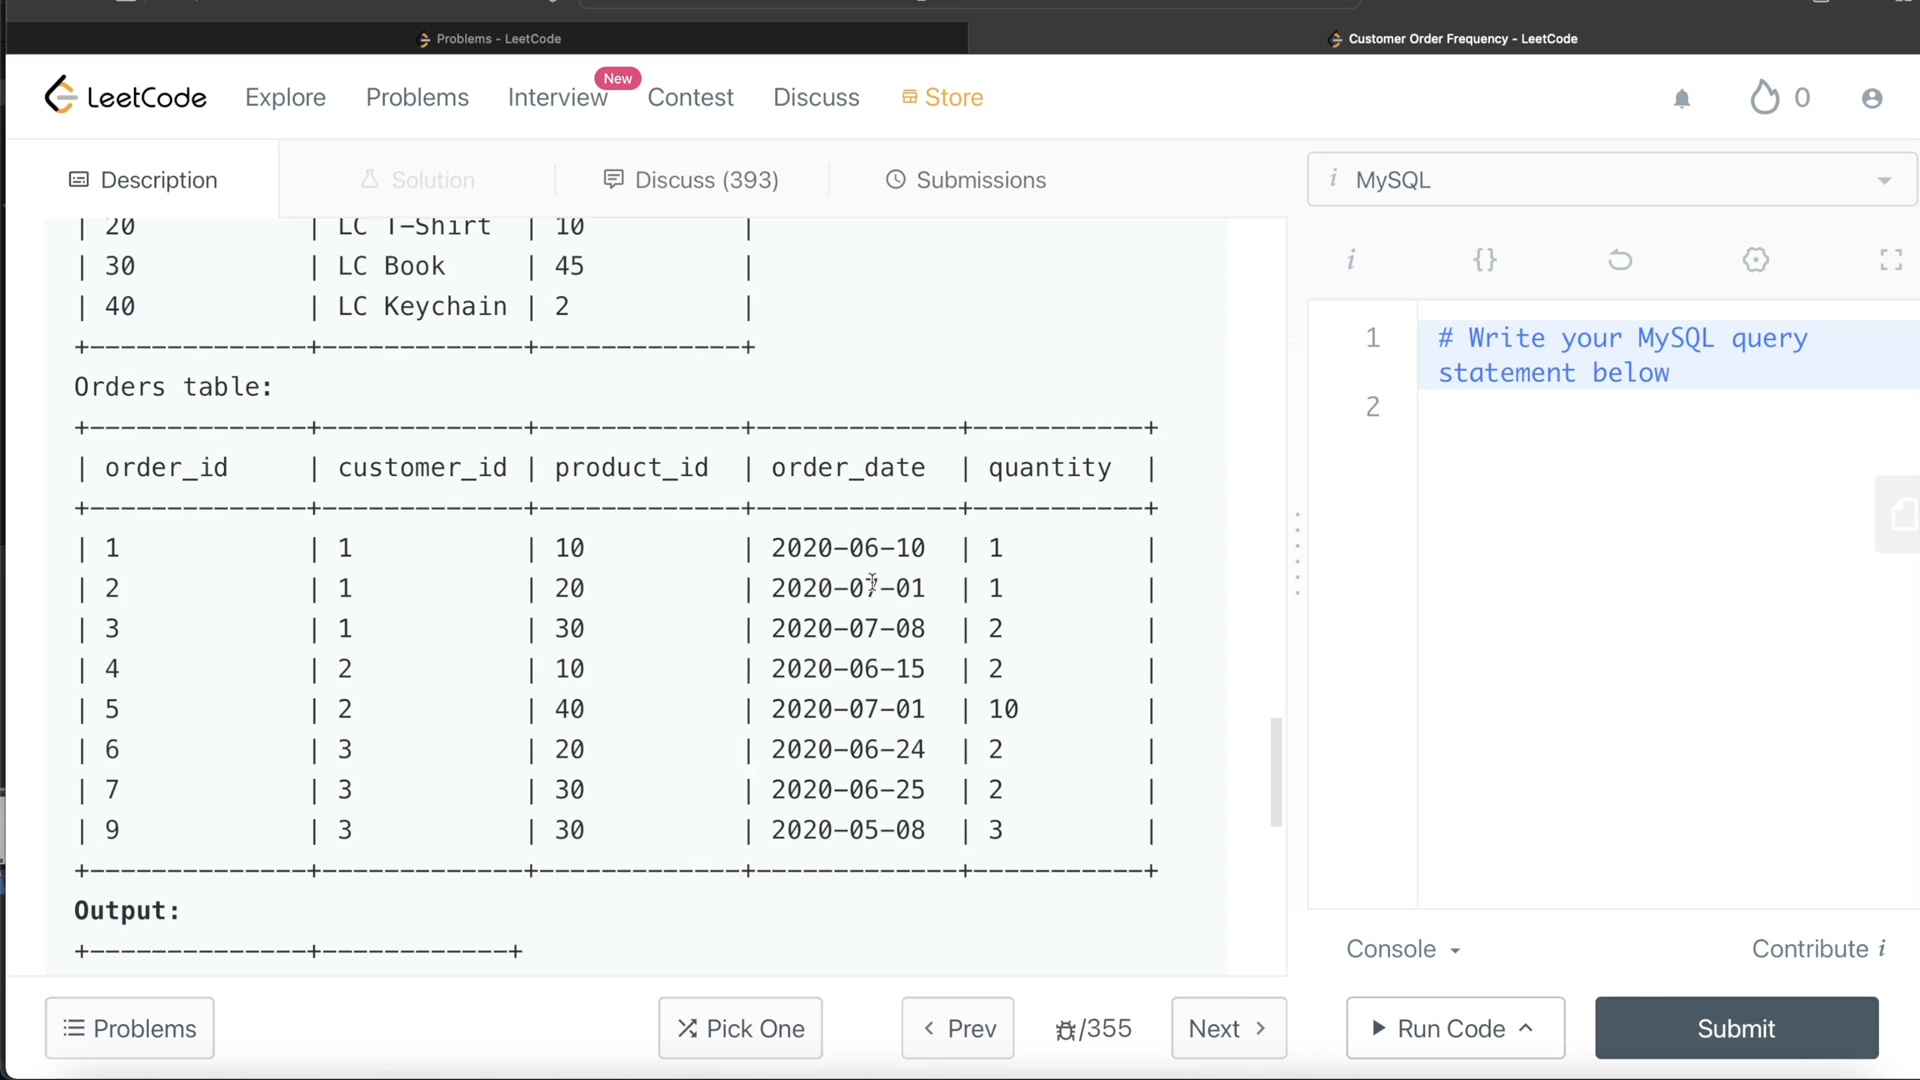 Problems - LeetCode
Customer Order Frequency - LeetCode
LeetCode Explore Problems Interview New Contest Discuss Store 0
Description Solution Discuss (393) Submissions
i MySQL
| 20 | LC T-Shirt | 10 |
| 30 | LC Book | 45 |
| 40 | LC Keychain | 2 |
+--------------+--------------+-------------+
Orders table:
+--------------+--------------+-------------+-------------+-----------+
| order_id | customer_id | product_id | order_date | quantity |
+--------------+--------------+-------------+-------------+-----------+
| 1 | 1 | 10 | 2020-06-10 | 1 |
| 2 | 1 | 20 | 2020-07-01 | 1 |
| 3 | 1 | 30 | 2020-07-08 | 2 |
| 4 | 2 | 10 | 2020-06-15 | 2 |
| 5 | 2 | 40 | 2020-07-01 | 10 |
| 6 | 3 | 20 | 2020-06-24 | 2 |
| 7 | 3 | 30 | 2020-06-25 | 2 |
| 9 | 3 | 30 | 2020-05-08 | 3 |
+--------------+--------------+-------------+-------------+-----------+
Output:
+--------------+-------------+
i {}
1 # Write your MySQL query
statement below
2
Console Contribute i
Problems Pick One < Prev /355 Next > Run Code Submit